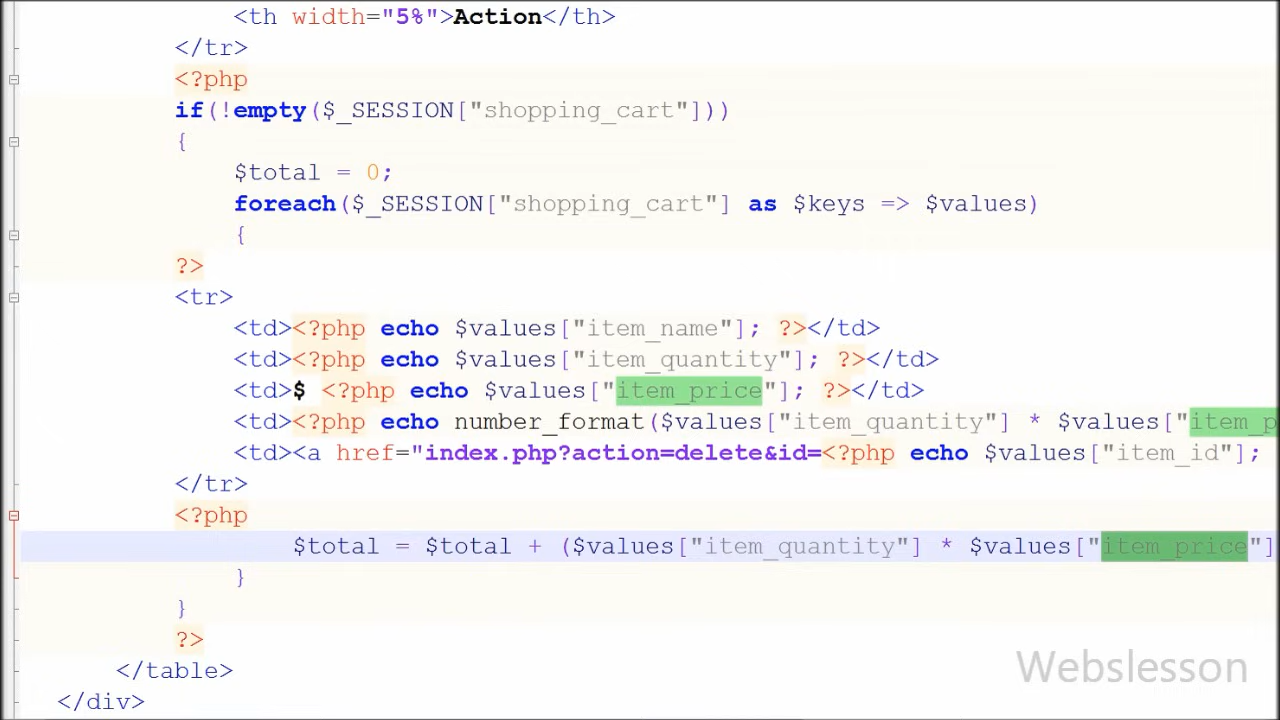 <th width="5%">Action</th>
</tr>
<?php
if(!empty($_SESSION["shopping_cart"]))
{
$total = 0;
foreach($_SESSION["shopping_cart"] as $keys => $values)
{
?>
<tr>
<td><?php echo $values["item_name"]; ?></td>
<td><?php echo $values["item_quantity"]; ?></td>
<td>$ <?php echo $values["item_price"]; ?></td>
<td><?php echo number_format($values["item_quantity"] * $values["item_p
<td><a href="index.php?action=delete&id=<?php echo $values["item_id"];
</tr>
<?php
$total = $total + ($values["item_quantity"] * $values["item_price"]
}
}
?>
</table>
</div>
Webslesson